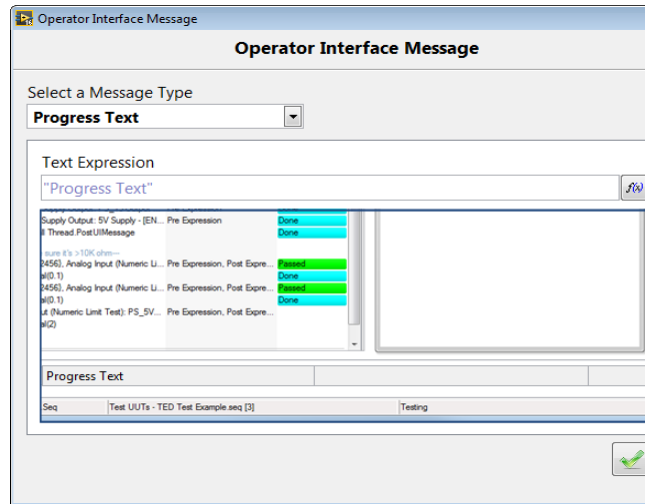 Operator Interface Message
Operator Interface Message
Select a Message Type
Progress Text
Text Expression
"Progress Text" f(x)
Supply Output: 5V Supply - [EN... Pre Expression Done
ll Thread.PostUIMessage Done
sure it's >10K ohm---
2456}, Analog Input (Numeric Li... Pre Expression, Post Expre... Passed
al(0.1) Done
2456}, Analog Input (Numeric Li... Pre Expression, Post Expre... Passed
al(0.1) Done
ut (Numeric Limit Test): PS_5V... Pre Expression, Post Expre...
al(2)
Progress Text
Seq Test UUTs - TED Test Example.seq [3] Testing